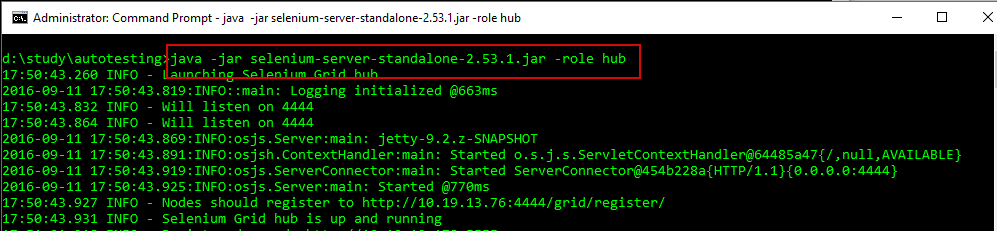 Administrator: Command Prompt - java -jar selenium-server-standalone-2.53.1.jar -role hub
d:\study\autotesting>java -jar selenium-server-standalone-2.53.1.jar -role hub
17:50:43.260 INFO - Launching Selenium Grid hub
2016-09-11 17:50:43.819:INFO::main: Logging initialized @663ms
17:50:43.832 INFO - Will listen on 4444
17:50:43.864 INFO - Will listen on 4444
2016-09-11 17:50:43.869:INFO:osjs.Server:main: jetty-9.2.z-SNAPSHOT
2016-09-11 17:50:43.891:INFO:osjsh.ContextHandler:main: Started o.s.j.s.ServletContextHandler@64485a47{/,null,AVAILABLE}
2016-09-11 17:50:43.919:INFO:osjs.ServerConnector:main: Started ServerConnector@454b228a{HTTP/1.1}{0.0.0.0:4444}
2016-09-11 17:50:43.925:INFO:osjs.Server:main: Started @770ms
17:50:43.927 INFO - Nodes should register to http://10.19.13.76:4444/grid/register/
17:50:43.931 INFO - Selenium Grid hub is up and running